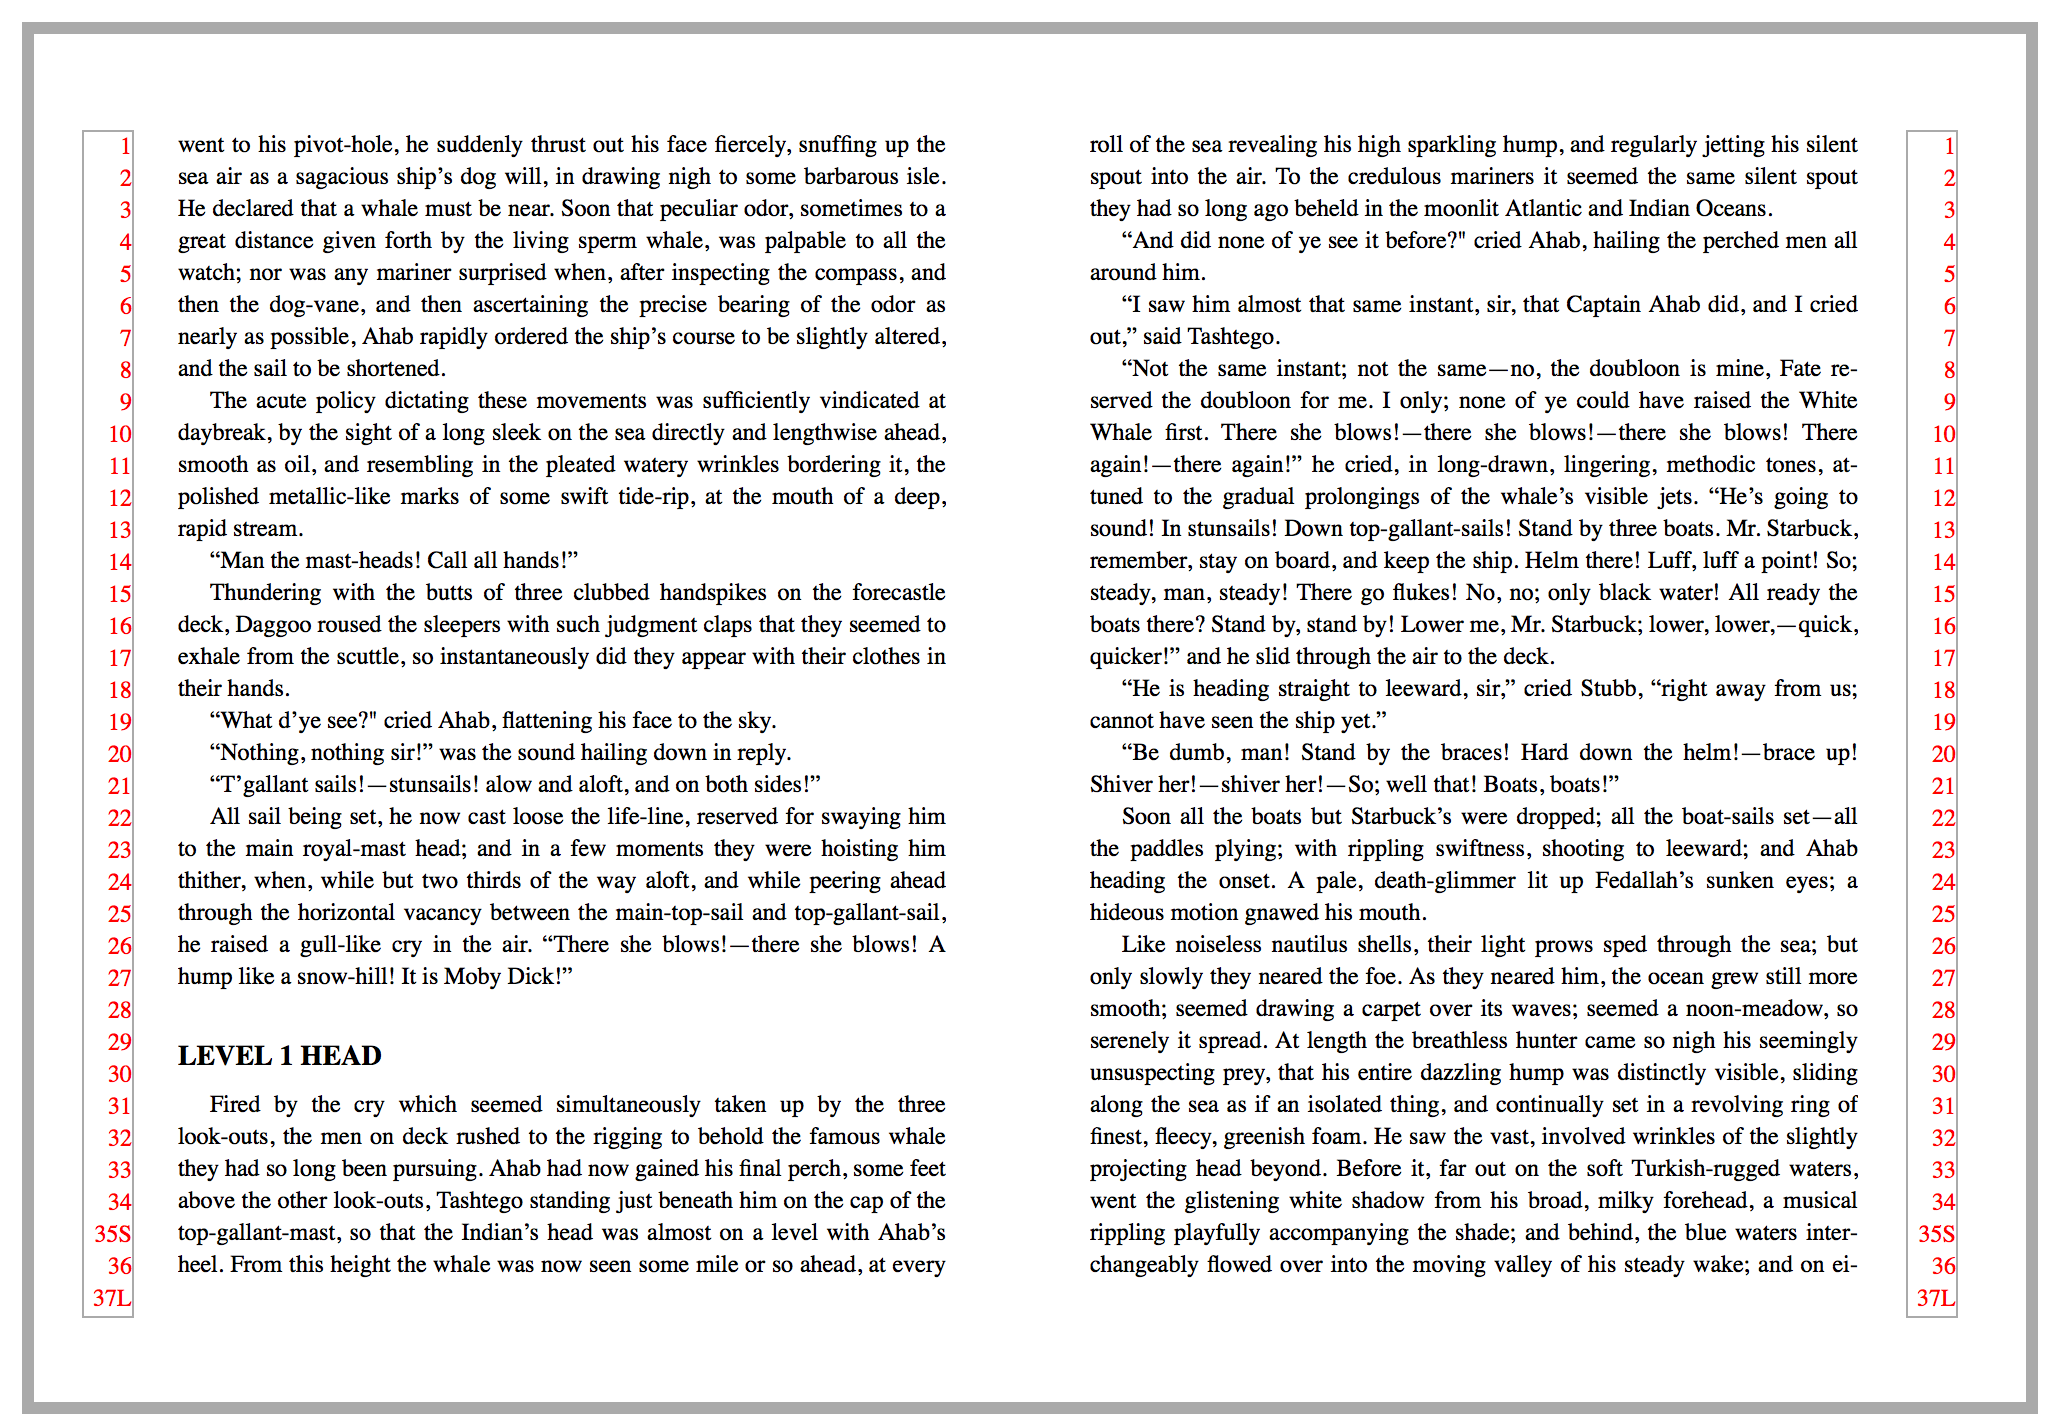 1
2
3
4
5
6
7
8
9
10
11
12
13
14
15
16
17
18
19
20
21
22
23
24
25
26
27
28
29
30
31
32
33
34
35S
36
37L
went to his pivot-hole, he suddenly thrust out his face fiercely, snuffing up the
sea air as a sagacious ship’s dog will, in drawing nigh to some barbarous isle.
He declared that a whale must be near. Soon that peculiar odor, sometimes to a
great distance given forth by the living sperm whale, was palpable to all the
watch; nor was any mariner surprised when, after inspecting the compass, and
then the dog-vane, and then ascertaining the precise bearing of the odor as
nearly as possible, Ahab rapidly ordered the ship’s course to be slightly altered,
and the sail to be shortened.
The acute policy dictating these movements was sufficiently vindicated at
daybreak, by the sight of a long sleek on the sea directly and lengthwise ahead,
smooth as oil, and resembling in the pleated watery wrinkles bordering it, the
polished metallic-like marks of some swift tide-rip, at the mouth of a deep,
rapid stream.
“Man the mast-heads! Call all hands!”
Thundering with the butts of three clubbed handspikes on the forecastle
deck, Daggoo roused the sleepers with such judgment claps that they seemed to
exhale from the scuttle, so instantaneously did they appear with their clothes in
their hands.
“What d’ye see?" cried Ahab, flattening his face to the sky.
“Nothing, nothing sir!” was the sound hailing down in reply.
“T’gallant sails!—stunsails! alow and aloft, and on both sides!”
All sail being set, he now cast loose the life-line, reserved for swaying him
to the main royal-mast head; and in a few moments they were hoisting him
thither, when, while but two thirds of the way aloft, and while peering ahead
through the horizontal vacancy between the main-top-sail and top-gallant-sail,
he raised a gull-like cry in the air. “There she blows!—there she blows! A
hump like a snow-hill! It is Moby Dick!”
LEVEL 1 HEAD
Fired by the cry which seemed simultaneously taken up by the three
look-outs, the men on deck rushed to the rigging to behold the famous whale
they had so long been pursuing. Ahab had now gained his final perch, some feet
above the other look-outs, Tashtego standing just beneath him on the cap of the
top-gallant-mast, so that the Indian’s head was almost on a level with Ahab’s
heel. From this height the whale was now seen some mile or so ahead, at every
roll of the sea revealing his high sparkling hump, and regularly jetting his silent
spout into the air. To the credulous mariners it seemed the same silent spout
they had so long ago beheld in the moonlit Atlantic and Indian Oceans.
“And did none of ye see it before?" cried Ahab, hailing the perched men all
around him.
“I saw him almost that same instant, sir, that Captain Ahab did, and I cried
out,” said Tashtego.
“Not the same instant; not the same—no, the doubloon is mine, Fate re-
served the doubloon for me. I only; none of ye could have raised the White
Whale first. There she blows!—there she blows!—there she blows! There
again!—there again!” he cried, in long-drawn, lingering, methodic tones, at-
tuned to the gradual prolongings of the whale’s visible jets. “He’s going to
sound! In stunsails! Down top-gallant-sails! Stand by three boats. Mr. Starbuck,
remember, stay on board, and keep the ship. Helm there! Luff, luff a point! So;
steady, man, steady! There go flukes! No, no; only black water! All ready the
boats there? Stand by, stand by! Lower me, Mr. Starbuck; lower, lower,—quick,
quicker!” and he slid through the air to the deck.
“He is heading straight to leeward, sir,” cried Stubb, “right away from us;
cannot have seen the ship yet.”
“Be dumb, man! Stand by the braces! Hard down the helm!—brace up!
Shiver her!—shiver her!—So; well that! Boats, boats!”
Soon all the boats but Starbuck’s were dropped; all the boat-sails set—all
the paddles plying; with rippling swiftness, shooting to leeward; and Ahab
heading the onset. A pale, death-glimmer lit up Fedallah’s sunken eyes; a
hideous motion gnawed his mouth.
Like noiseless nautilus shells, their light prows sped through the sea; but
only slowly they neared the foe. As they neared him, the ocean grew still more
smooth; seemed drawing a carpet over its waves; seemed a noon-meadow, so
serenely it spread. At length the breathless hunter came so nigh his seemingly
unsuspecting prey, that his entire dazzling hump was distinctly visible, sliding
along the sea as if an isolated thing, and continually set in a revolving ring of
finest, fleecy, greenish foam. He saw the vast, involved wrinkles of the slightly
projecting head beyond. Before it, far out on the soft Turkish-rugged waters,
went the glistening white shadow from his broad, milky forehead, a musical
rippling playfully accompanying the shade; and behind, the blue waters inter-
changeably flowed over into the moving valley of his steady wake; and on ei-
1
2
3
4
5
6
7
8
9
10
11
12
13
14
15
16
17
18
19
20
21
22
23
24
25
26
27
28
29
30
31
32
33
34
35S
36
37L